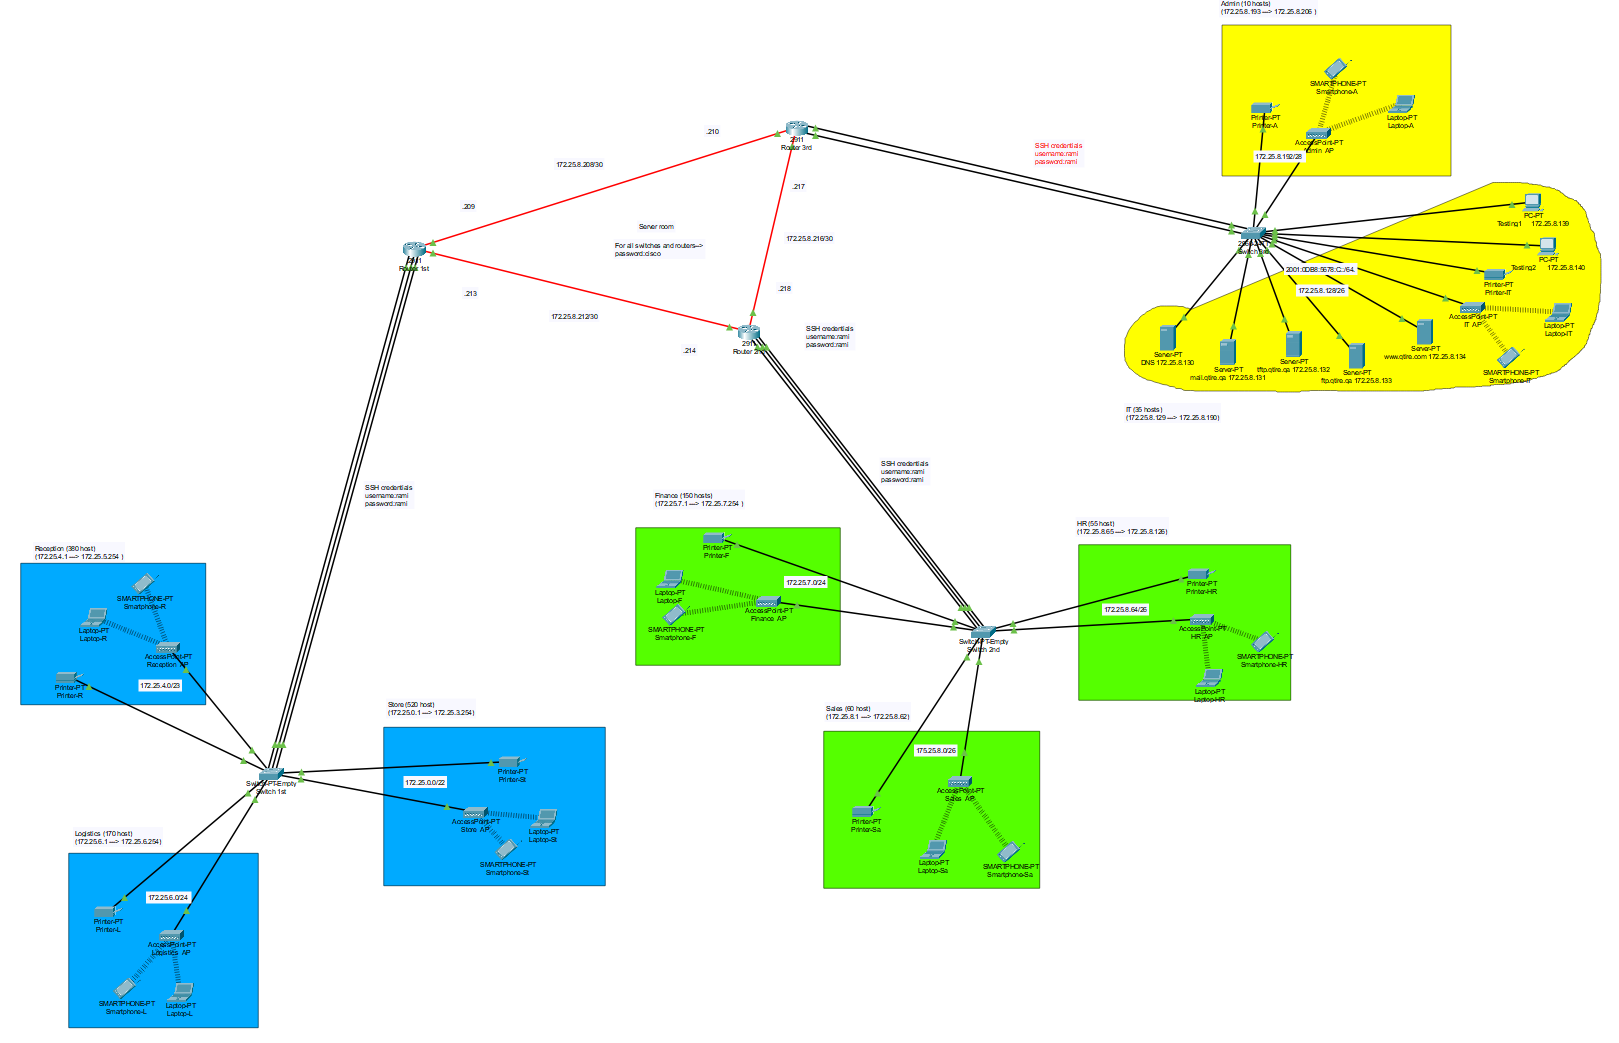 Admin (10 hosts)
(172.25.8.193 ---> 172.25.8.206 )
SMARTPHONE-PT
Smartphone-A
Printer-PT
Printer-A
Laptop-PT
Laptop-A
AccessPoint-PT
Admin AP
172.25.8.192/28
.210
2911
Router 3rd
SSH credentials
username:rami
password:rami
172.25.8.208/30
.217
.209
Server room
For all switches and routers-->
password:cisco
172.25.8.216/30
2911
Router 1st
.213
.218
172.25.8.212/30
2911
.214
SSH credentials
username:rami
password:rami
PC-PT
Testing1 172.25.8.139
PC-PT
Testing2 172.25.8.140
2001:0DB8:5678:C::/64.
172.25.8.128/26
Printer-PT
Printer-IT
AccessPoint-PT
IT AP
Laptop-PT
Laptop-IT
SMARTPHONE-PT
Smartphone-IT
Server-PT
DNS 172.25.8.130
Server-PT
mail.qtire.qa 172.25.8.131
Server-PT
tftp.qtire.qa 172.25.8.132
Server-PT
ftp.qtire.qa 172.25.8.133
Server-PT
www.qtire.com 172.25.8.134
IT (35 hosts)
(172.25.8.129 ---> 172.25.8.190)
SSH credentials
username:rami
password:rami
SSH credentials
username:rami
password:rami
Finance (150 hosts)
(172.25.7.1 ---> 172.25.7.254 )
Printer-PT
Printer-F
Laptop-PT
Laptop-F
172.25.7.0/24
AccessPoint-PT
Finance AP
SMARTPHONE-PT
Smartphone-F
HR (55 host)
(172.25.8.65 ---> 172.25.8.126)
Printer-PT
Printer-HR
172.25.8.64/26
AccessPoint-PT
HR AP
SMARTPHONE-PT
Smartphone-HR
Laptop-PT
Laptop-HR
Switch-PT-Empty
Switch 2nd
Reception (380 host)
(172.25.4.1 ---> 172.25.5.254 )
SMARTPHONE-PT
Smartphone-R
Laptop-PT
Laptop-R
AccessPoint-PT
Reception AP
Printer-PT
Printer-R
172.25.4.0/23
Store (520 host)
(172.25.0.1 ---> 172.25.3.254)
Printer-PT
Printer-St
172.25.0.0/22
AccessPoint-PT
Store AP
Laptop-PT
Laptop-St
SMARTPHONE-PT
Smartphone-St
Switch-PT-Empty
Switch 1st
Sales (60 host)
(172.25.8.1 ---> 172.25.8.62)
175.25.8.0/26
AccessPoint-PT
Sales AP
Printer-PT
Printer-Sa
Laptop-PT
Laptop-Sa
SMARTPHONE-PT
Smartphone-Sa
Logistics (170 host)
(172.25.6.1 ---> 172.25.6.254)
172.25.6.0/24
Printer-PT
Printer-L
AccessPoint-PT
Logistics AP
SMARTPHONE-PT
Smartphone-L
Laptop-PT
Laptop-L